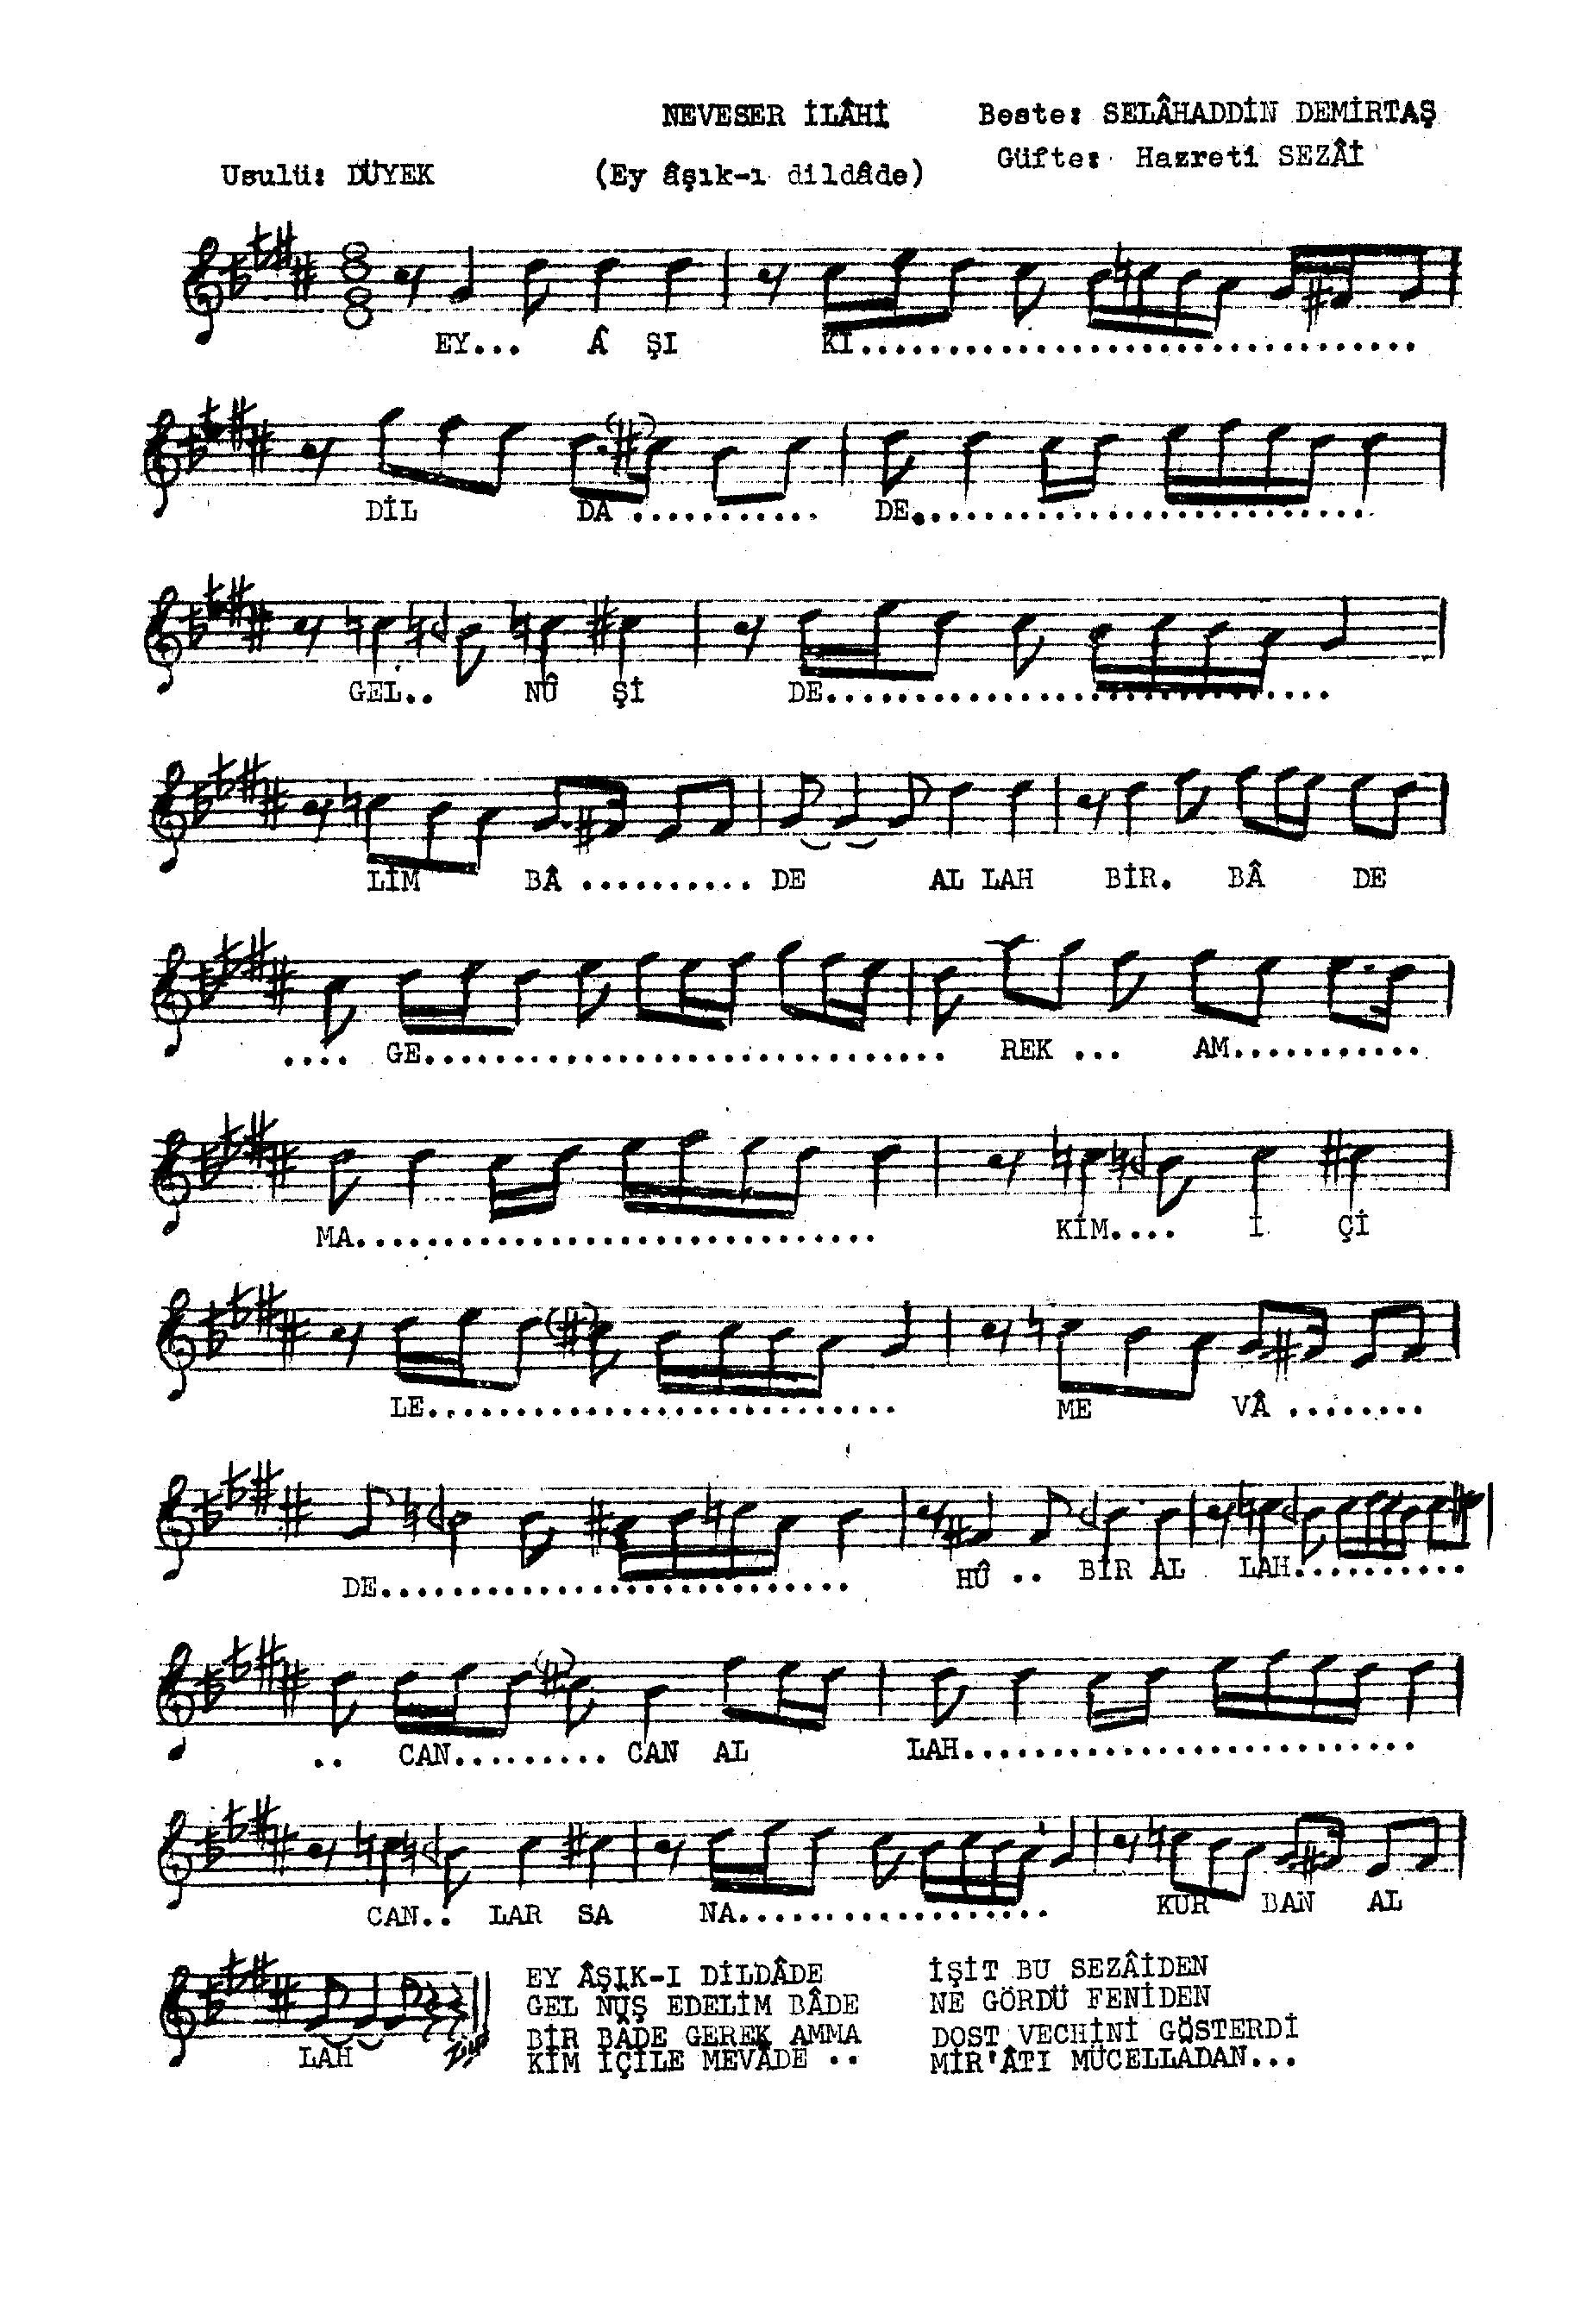 NEVESER İLÂHİ
Beste: SELÂHADDİN DEMİRTAŞ
Güfte: Hazreti SEZÂİ
Usulü: DÜYEK
(Ey âşık-ı dildâde)
8
8
EY... Â ŞI KI................................
DİL DA ........... DE..........................
GEL.. NÛ ŞİDE.............................
LİM BÂ .......... DE AL LAH BİR. BÂ DE
.... GE.............................. REK ... AM...........
MA.............................. KİM.... İ Çİ
LE........................... ME VÂ ........
DE........................... HÛ .. BİR AL LAH..........
.. CAN......... CAN AL LAH..........................
CAN.. LAR SA NA.................. KUR BAN AL
LAH
EY ÂŞIK-I DİLDÂDE
GEL NÛŞ EDELİM BÂDE
BİR BÂDE GEREK AMMA
KİM İÇİLE MEVÂDE ..
İŞİT BU SEZÂİDEN
NE GÖRDÜ FENİDEN
DOST VECHİNİ GÖSTERDİ
MİR'ÂTI MÜCELLADAN...